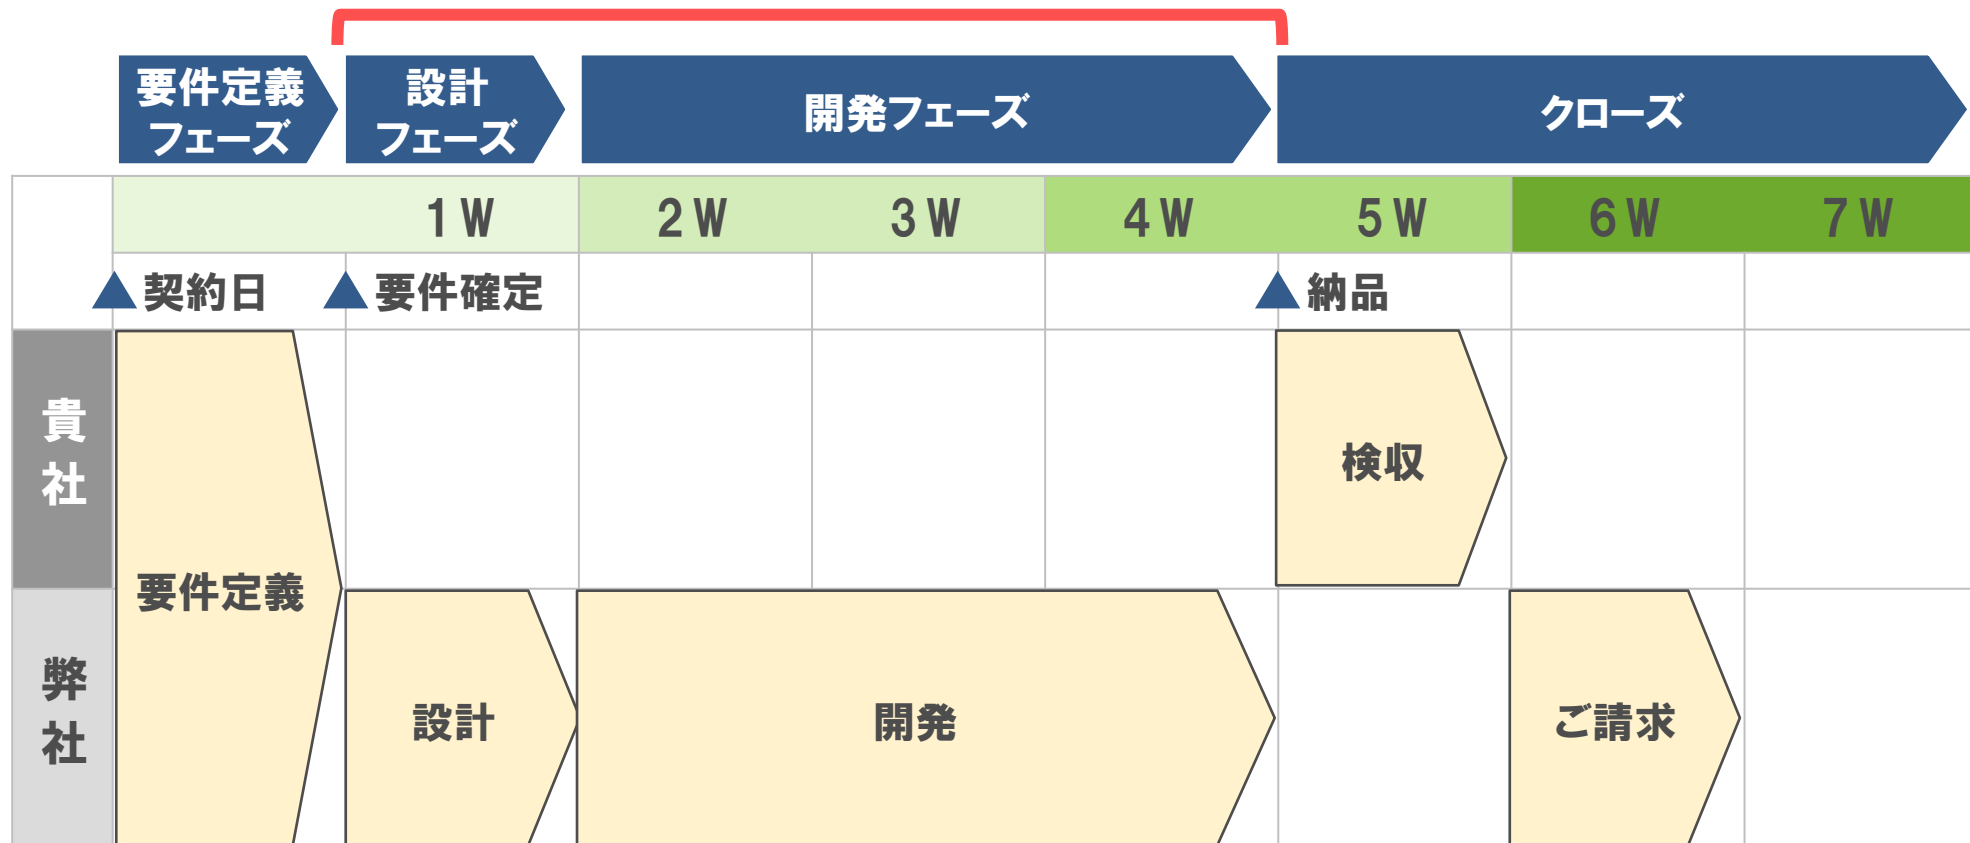 要件定義
フェーズ
設計
フェーズ
開発フェーズ
クローズ
1W
2W
3W
4W
5W
6W
7W
契約日
要件確定
納品
貴社
検収
要件定義
弊社
設計
開発
ご請求